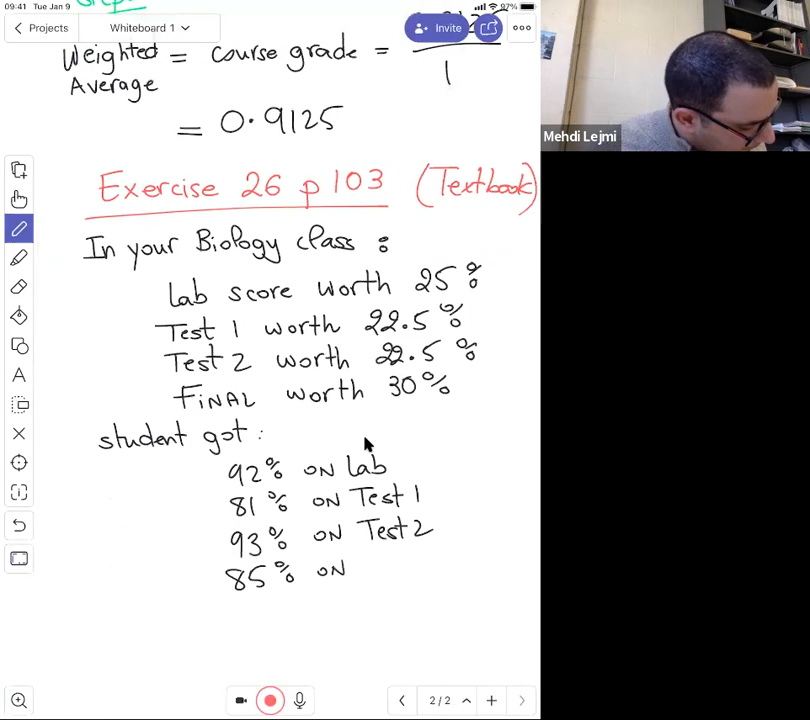 09:41 Tue Jan 9
97%
Projects
Whiteboard 1
Invite
Weighted = course grade =
1
Average
= 0.9125
Exercise 26 p 103 (Textbook)
In your Biology class :
Lab score worth 25%
Test 1 worth 22.5%
Test 2 worth 22.5%
FINAL worth 30%
student got :
92% ON Lab
81% ON Test 1
93% ON Test 2
85% ON
Mehdi Lejmi
2/2